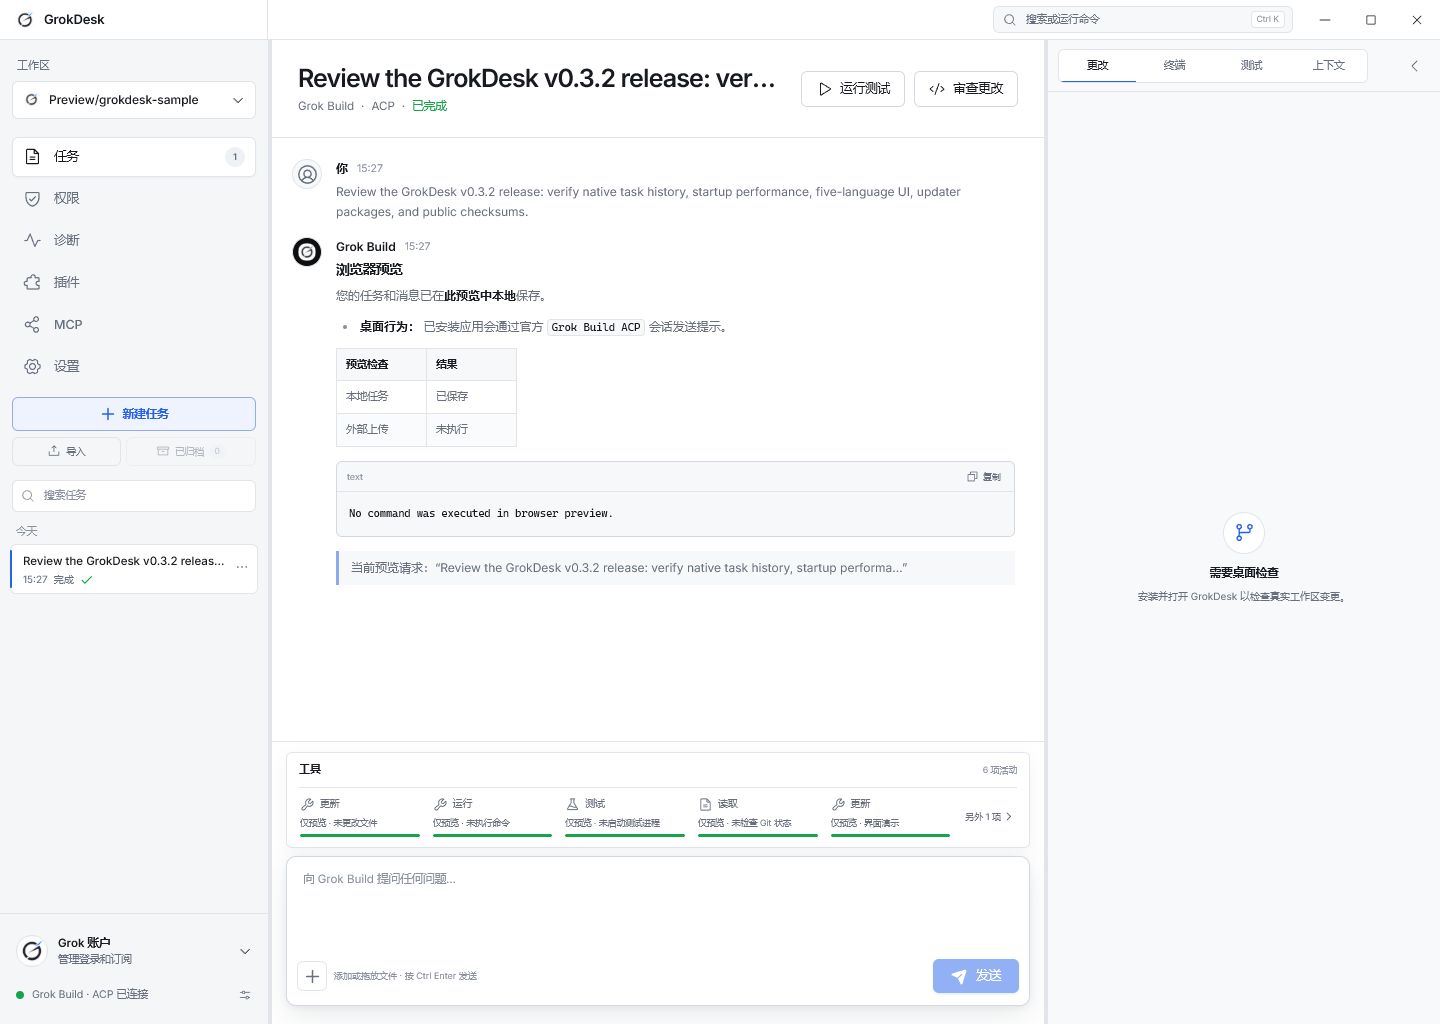 GrokDesk
搜索或运行命令
Ctrl K
工作区
Preview/grokdesk-sample
任务
1
权限
诊断
插件
MCP
设置
新建任务
导入
已归档 0
搜索任务
今天
Review the GrokDesk v0.3.2 releas...
15:27 完成
Grok 账户
管理登录和订阅
Grok Build · ACP 已连接
Review the GrokDesk v0.3.2 release: ver...
Grok Build · ACP · 已完成
运行测试
审查更改
你 15:27
Review the GrokDesk v0.3.2 release: verify native task history, startup performance, five-language UI, updater
packages, and public checksums.
Grok Build 15:27
浏览器预览
您的任务和消息已在此预览中本地保存。
• 桌面行为： 已安装应用会通过官方 Grok Build ACP 会话发送提示。
预览检查 结果
本地任务 已保存
外部上传 未执行
text
复制
No command was executed in browser preview.
当前预览请求：“Review the GrokDesk v0.3.2 release: verify native task history, startup performa...”
工具
6 项活动
更新
仅预览 · 未更改文件
运行
仅预览 · 未执行命令
测试
仅预览 · 未启动测试进程
读取
仅预览 · 未检查 Git 状态
更新
仅预览 · 界面演示
另外 1 项
向 Grok Build 提问任何问题...
添加或拖放文件 · 按 Ctrl Enter 发送
发送
更改
终端
测试
上下文
需要桌面检查
安装并打开 GrokDesk 以检查真实工作区变更。